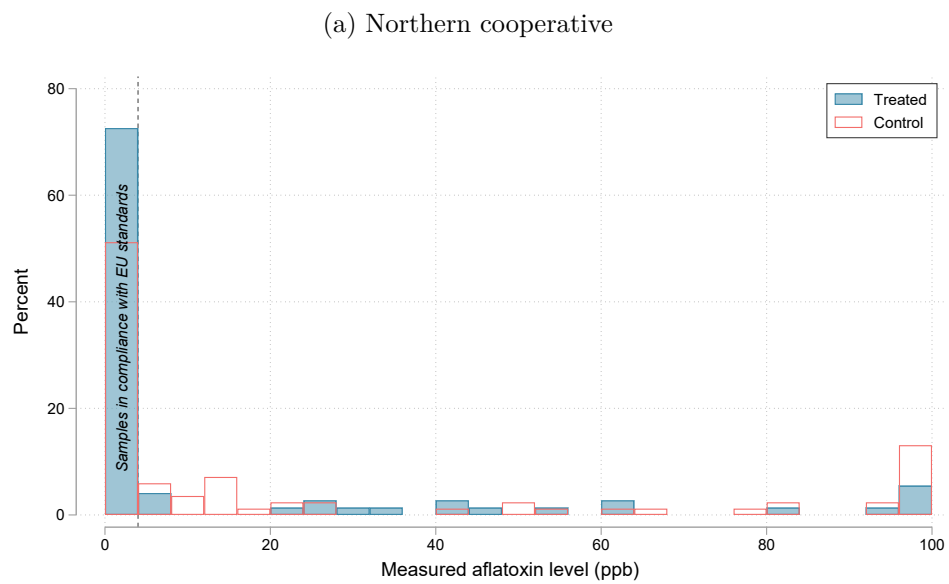 (a) Northern cooperative
80
60
40
20
0
Percent
Samples in compliance with EU standards
Treated
Control
0 20 40 60 80 100
Measured aflatoxin level (ppb)